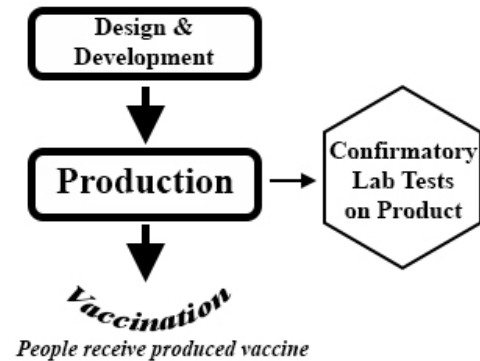 Design &
Development
Production
Confirmatory
Lab Tests
on Product
Vaccination
People receive produced vaccine